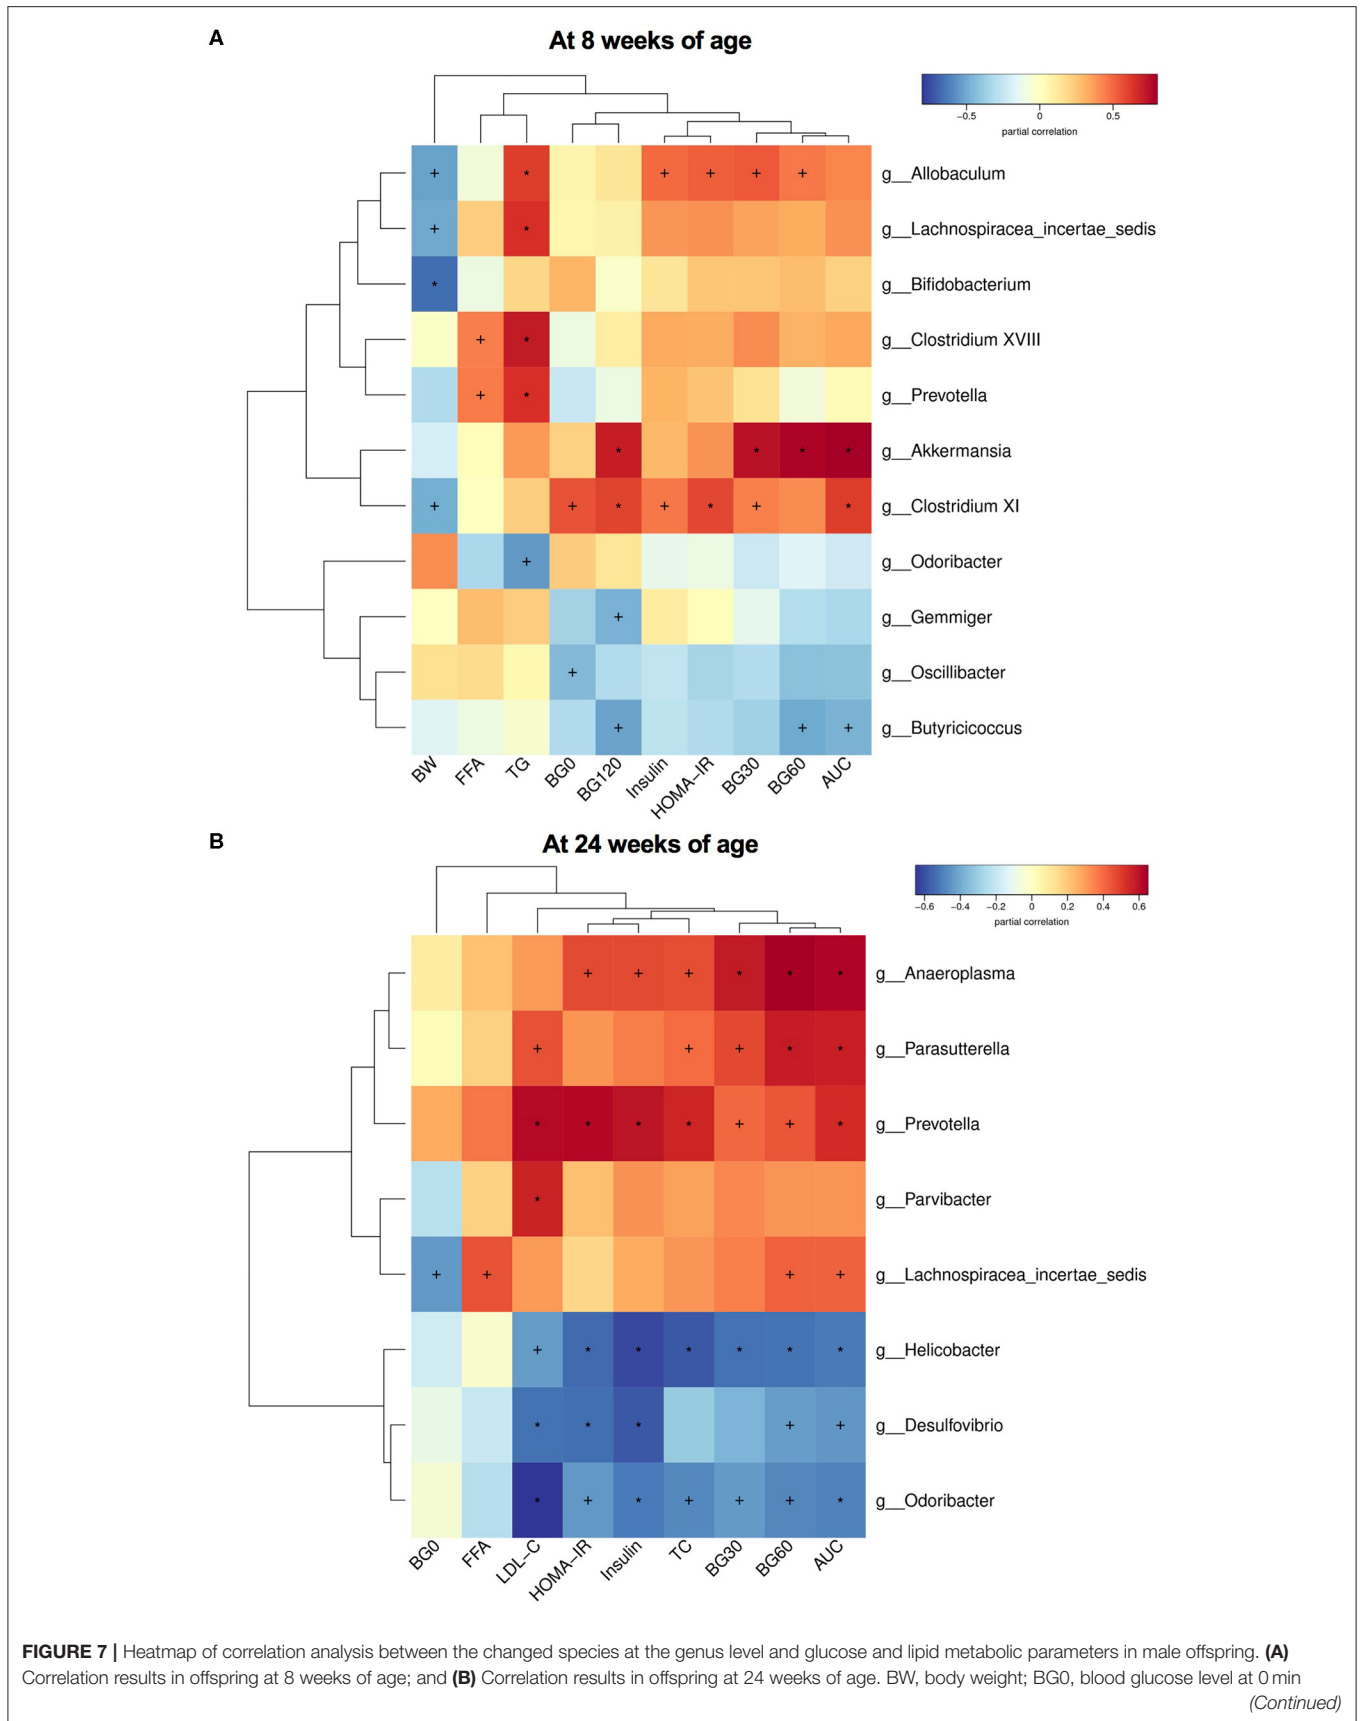 A
At 8 weeks of age
−0.5 0 0.5
partial correlation
+ * + + + + g__Allobaculum
+ * g__Lachnospiracea_incertae_sedis
* g__Bifidobacterium
+ * g__Clostridium XVIII
+ * g__Prevotella
* * * * g__Akkermansia
+ + * + * + * g__Clostridium XI
+ g__Odoribacter
+ g__Gemmiger
+ g__Oscillibacter
+ + + g__Butyricicoccus
BW FFA TG BG0 BG120 Insulin HOMA−IR BG30 BG60 AUC
B
At 24 weeks of age
−0.6 −0.4 −0.2 0 0.2 0.4 0.6
partial correlation
+ + + * * * g__Anaeroplasma
+ + + * * g__Parasutterella
* * * * + + * g__Prevotella
* g__Parvibacter
+ + + + g__Lachnospiracea_incertae_sedis
+ * * * * * * g__Helicobacter
* * * + + g__Desulfovibrio
* + * + + + * g__Odoribacter
BG0 FFA LDL−C HOMA−IR Insulin TC BG30 BG60 AUC
FIGURE 7 | Heatmap of correlation analysis between the changed species at the genus level and glucose and lipid metabolic parameters in male offspring. (A)
Correlation results in offspring at 8 weeks of age; and (B) Correlation results in offspring at 24 weeks of age. BW, body weight; BG0, blood glucose level at 0 min
(Continued)